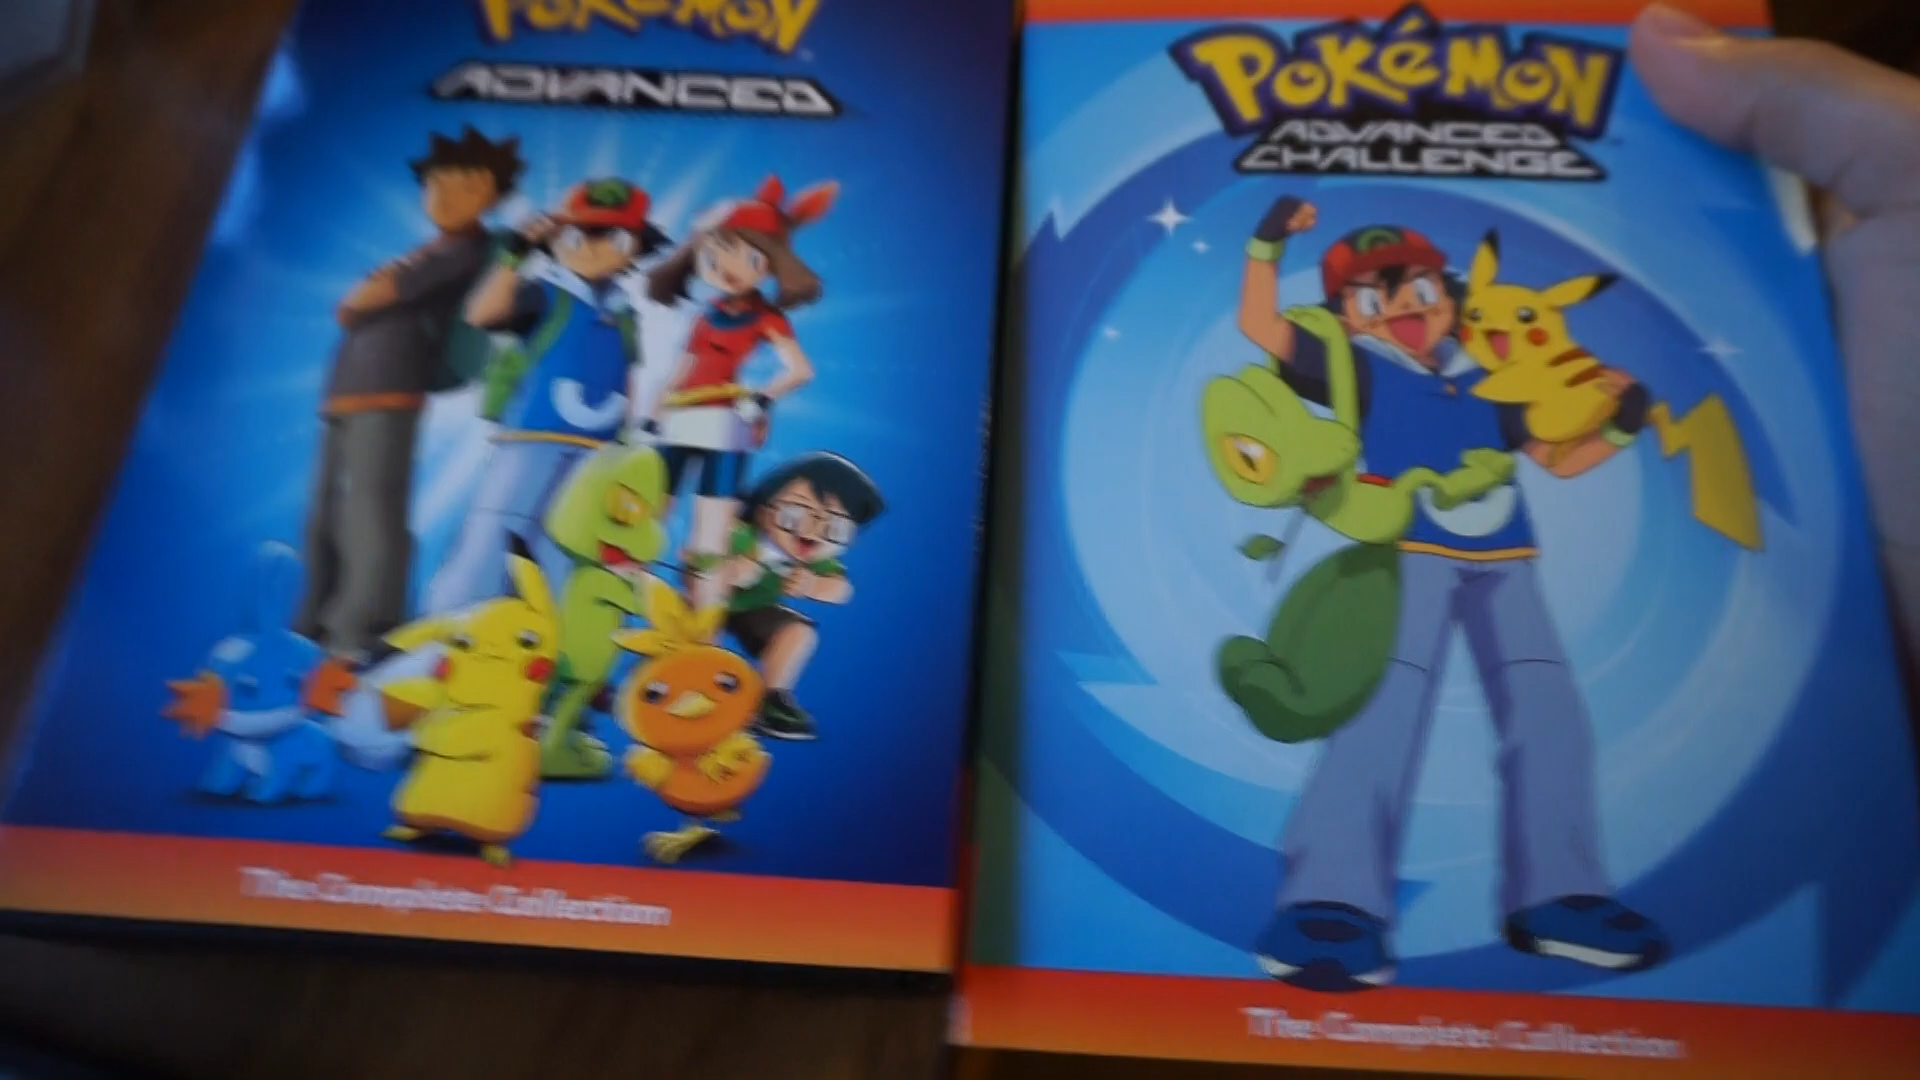 POKéMON
ADVANCED
The Complete Collection
POKéMON
ADVANCED
CHALLENGE
The Complete Collection